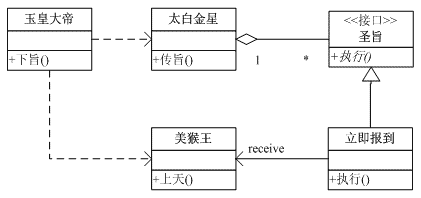 玉皇大帝
+下旨()
太白金星
+传旨()
1
*
<<接口>>
圣旨
+执行()
美猴王
+上天()
receive
立即报到
+执行()